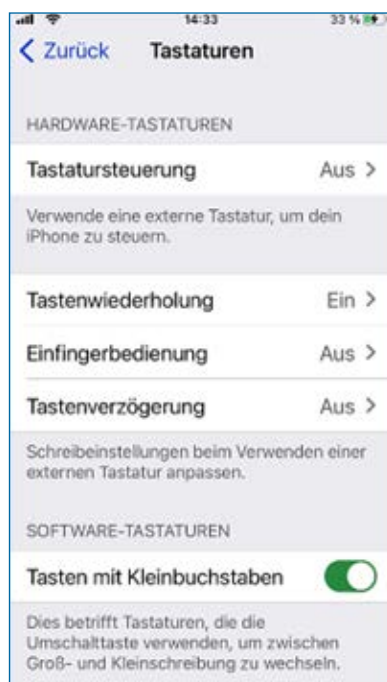 14:33
33 %
Zurück
Tastaturen
HARDWARE-TASTATUREN
Tastatursteuerung Aus
Verwende eine externe Tastatur, um dein
iPhone zu steuern.
Tastenwiederholung Ein
Einfingerbedienung Aus
Tastenverzögerung Aus
Schreibeinstellungen beim Verwenden einer
externen Tastatur anpassen.
SOFTWARE-TASTATUREN
Tasten mit Kleinbuchstaben
Dies betrifft Tastaturen, die die
Umschalttaste verwenden, um zwischen
Groß- und Kleinschreibung zu wechseln.